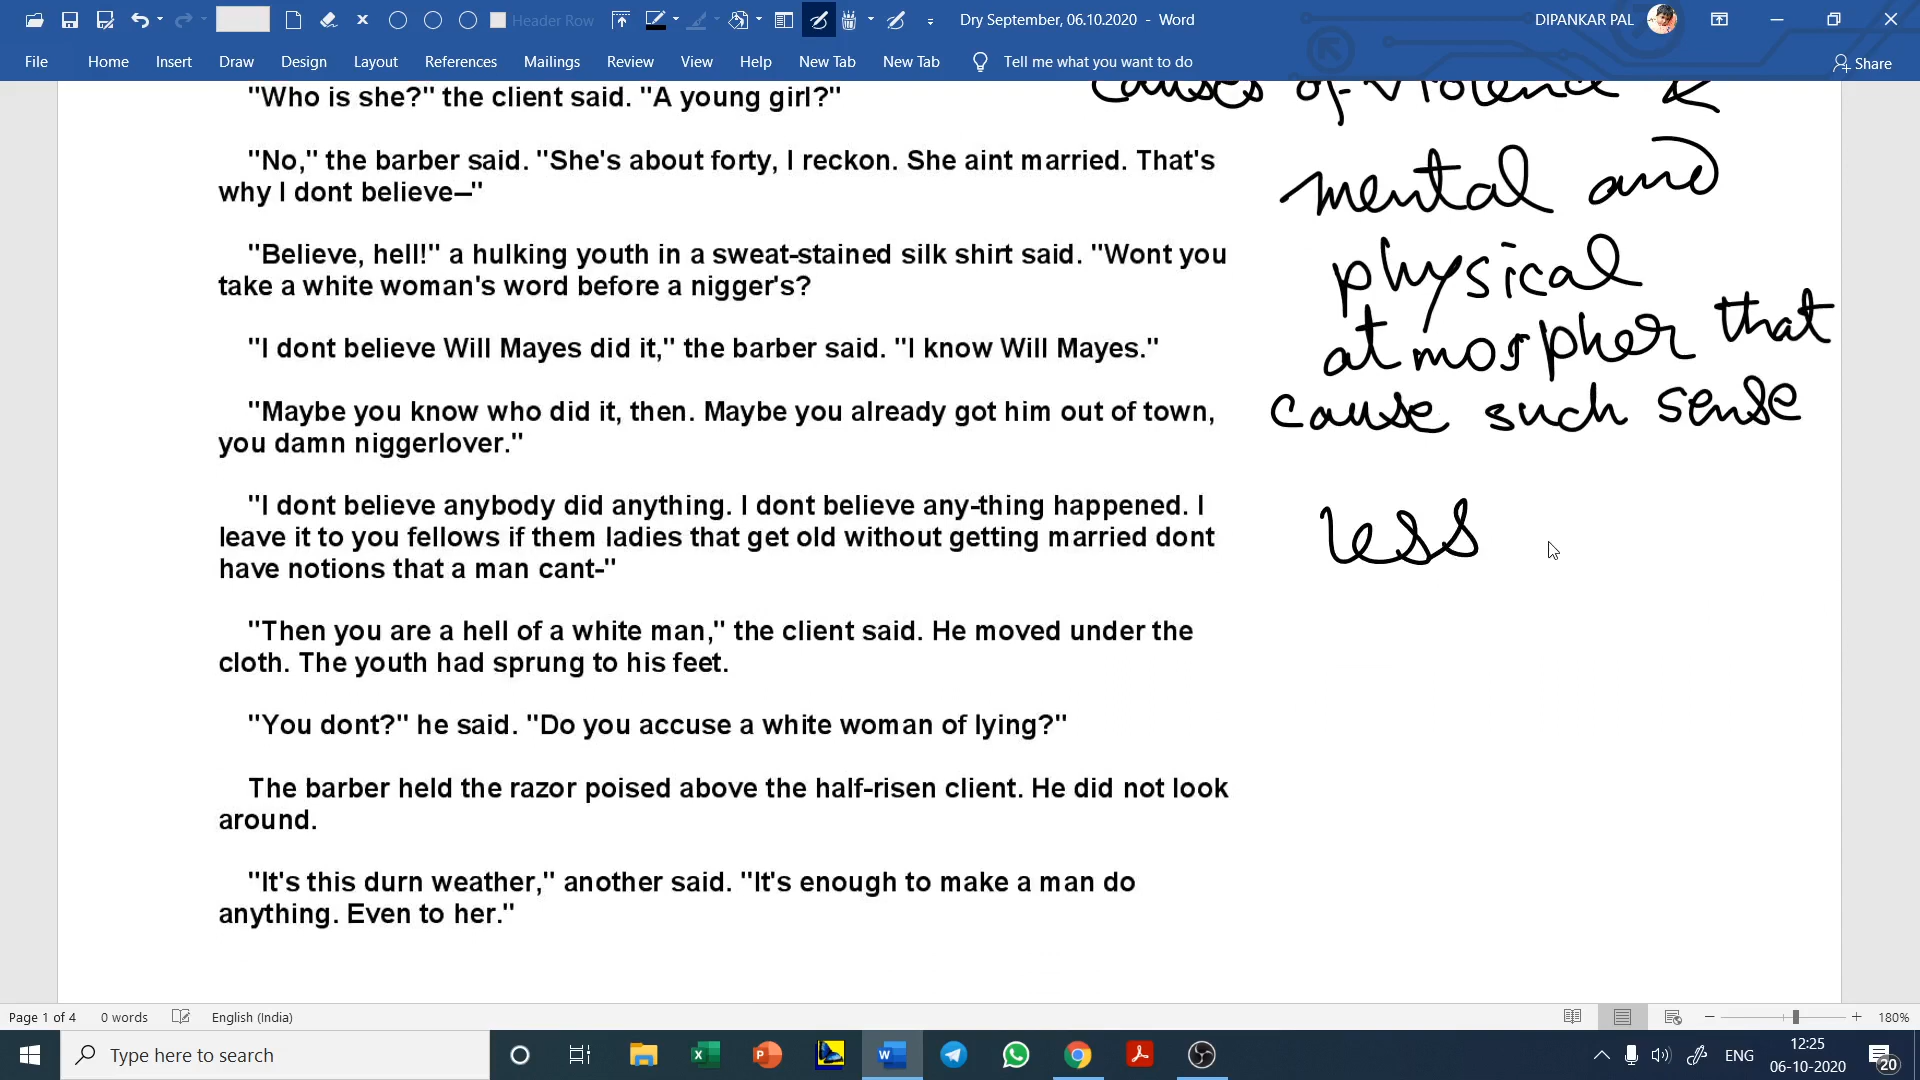 Header Row
Dry September, 06.10.2020 - Word
DIPANKAR PAL
File Home Insert Draw Design Layout References Mailings Review View Help New Tab New Tab Tell me what you want to do Share
"Who is she?" the client said. "A young girl?"
"No," the barber said. "She's about forty, I reckon. She aint married. That's
why I dont believe—"
"Believe, hell!" a hulking youth in a sweat-stained silk shirt said. "Wont you
take a white woman's word before a nigger's?
"I dont believe Will Mayes did it," the barber said. "I know Will Mayes."
"Maybe you know who did it, then. Maybe you already got him out of town,
you damn niggerlover."
"I dont believe anybody did anything. I dont believe any-thing happened. I
leave it to you fellows if them ladies that get old without getting married dont
have notions that a man cant-"
"Then you are a hell of a white man," the client said. He moved under the
cloth. The youth had sprung to his feet.
"You dont?" he said. "Do you accuse a white woman of lying?"
The barber held the razor poised above the half-risen client. He did not look
around.
"It's this durn weather," another said. "It's enough to make a man do
anything. Even to her."
causes of violence &
mental and
physical
atmospher that
cause such sense
less
Page 1 of 4 0 words English (India) 180%
Type here to search
ENG
12:25
06-10-2020
20